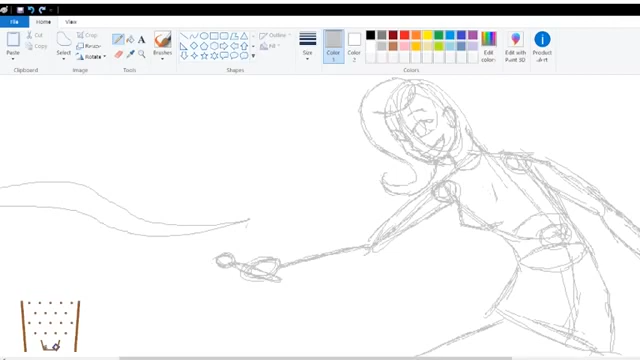 File Home View
Cut
Copy
Paste
Select
Crop
Resize
Rotate
Brushes
Outline
Fill
Size
Color 1
Color 2
Edit colors
Edit with Paint 3D
Product alert
Clipboard Image Tools Shapes Colors